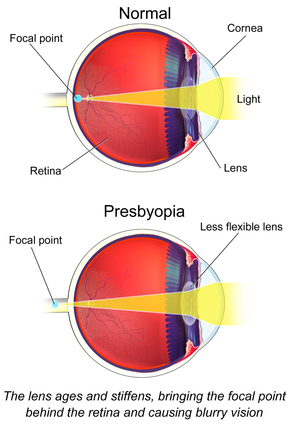 Normal
Focal point
Cornea
Light
Lens
Retina
Presbyopia
Less flexible lens
Focal point
The lens ages and stiffens, bringing the focal point
behind the retina and causing blurry vision